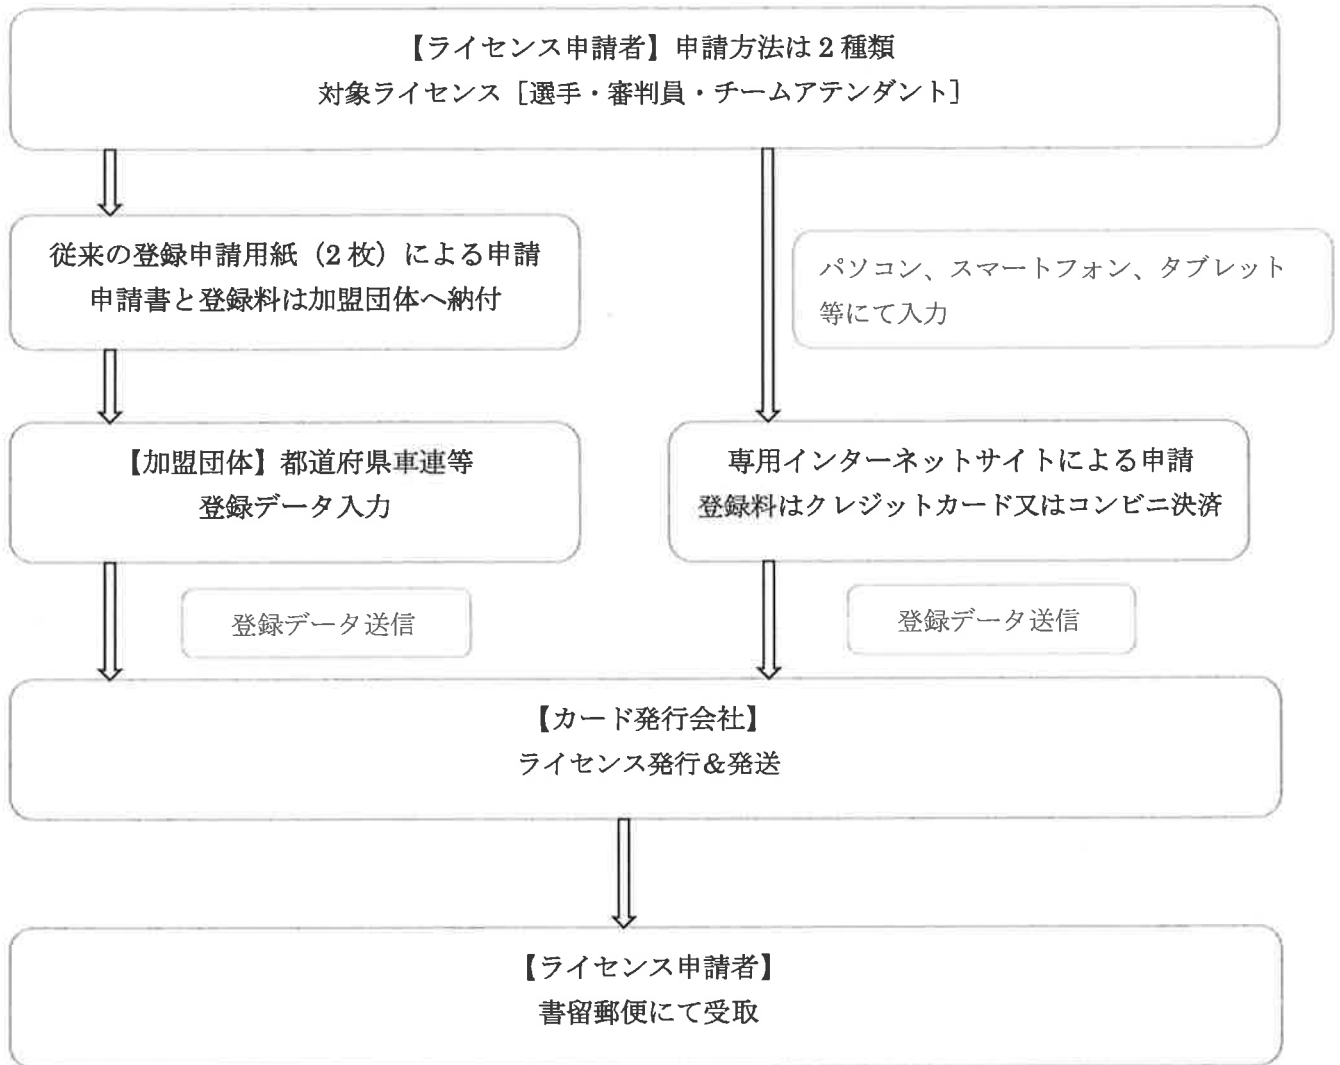 【ライセンス申請者】申請方法は2種類
対象ライセンス［選手・審判員・チームアテンダント］
従来の登録申請用紙（2枚）による申請
申請書と登録料は加盟団体へ納付
パソコン、スマートフォン、タブレット
等にて入力
【加盟団体】都道府県車連等
登録データ入力
専用インターネットサイトによる申請
登録料はクレジットカード又はコンビニ決済
登録データ送信
登録データ送信
【カード発行会社】
ライセンス発行＆発送
【ライセンス申請者】
書留郵便にて受取